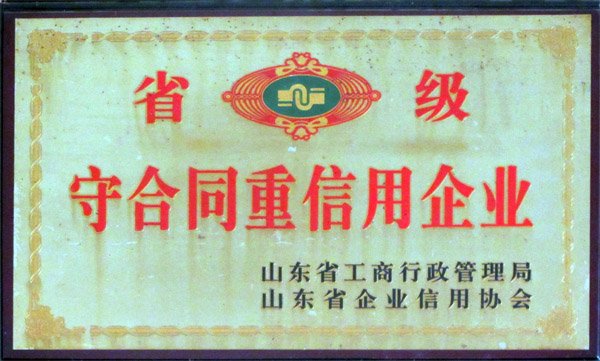 省 级
守合同重信用企业
山东省工商行政管理局
山东省企业信用协会